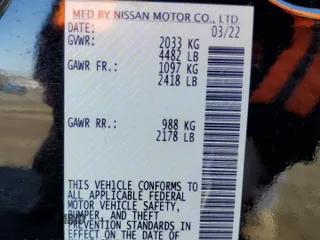 MFD BY NISSAN MOTOR CO., LTD.
DATE: 03/22
GVWR: 2033 KG
4482 LB
GAWR FR.: 1097 KG
2418 LB
GAWR RR.: 988 KG
2178 LB
THIS VEHICLE CONFORMS TO
ALL APPLICABLE FEDERAL
MOTOR VEHICLE SAFETY,
BUMPER, AND THEFT
PREVENTION STANDARDS IN
EFFECT ON THE DATE OF